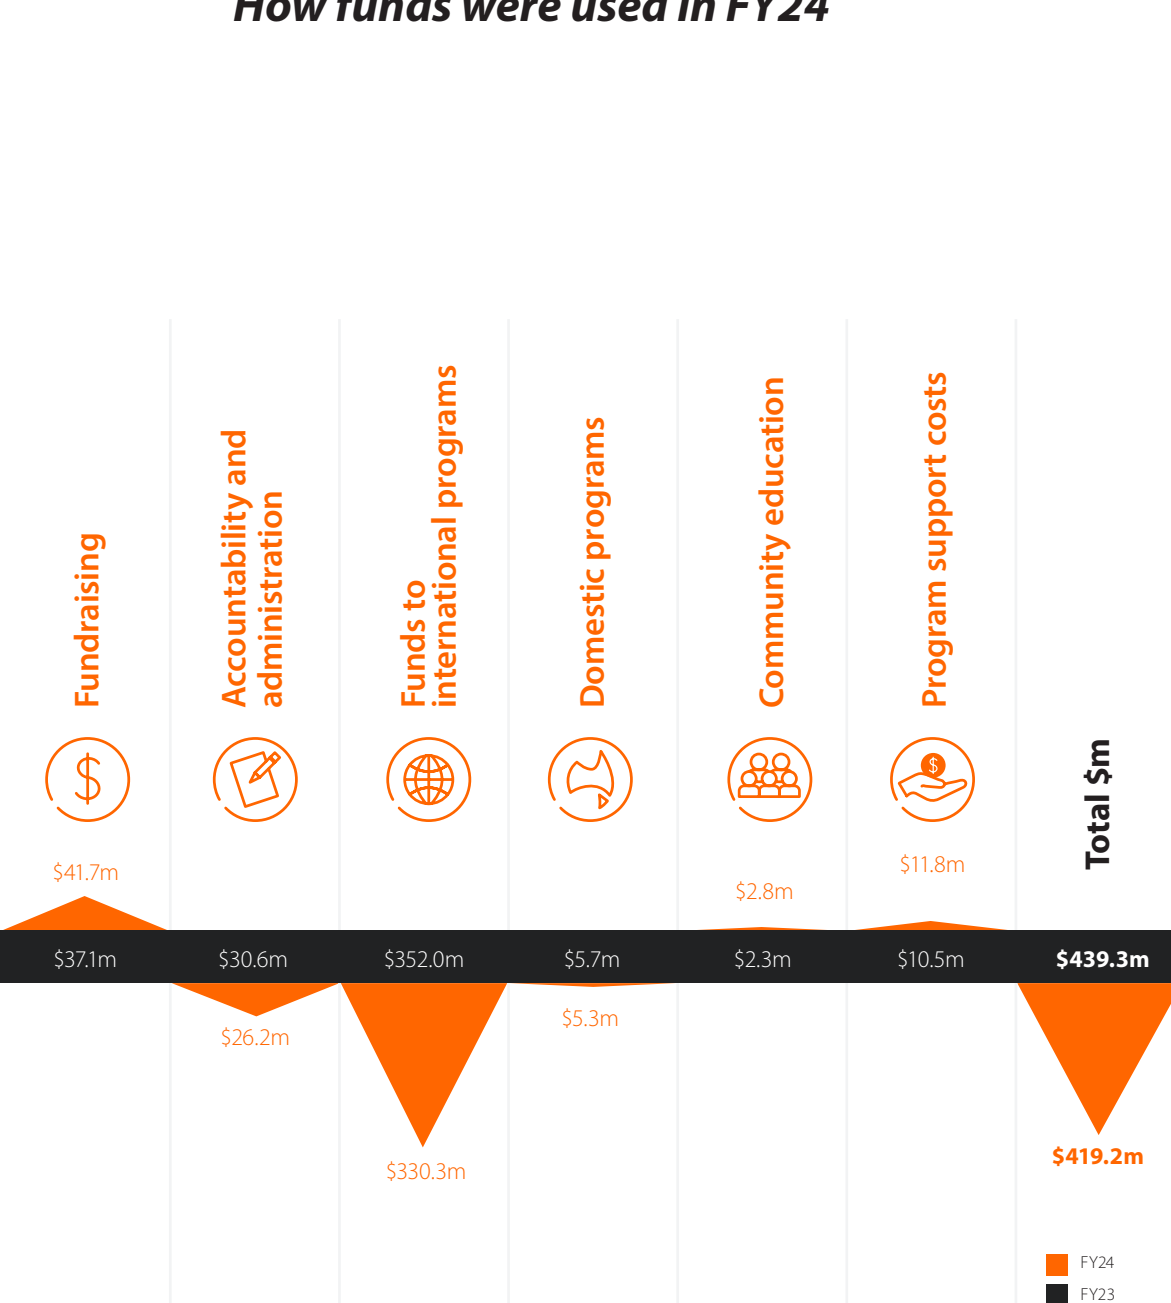 How funds were used in FY24
Fundraising
Accountability and
administration
Funds to
international programs
Domestic programs
Community education
Program support costs
Total $m
$
$
$41.7m
$2.8m
$11.8m
$37.1m
$30.6m
$352.0m
$5.7m
$2.3m
$10.5m
$439.3m
$26.2m
$330.3m
$5.3m
$419.2m
FY24
FY23